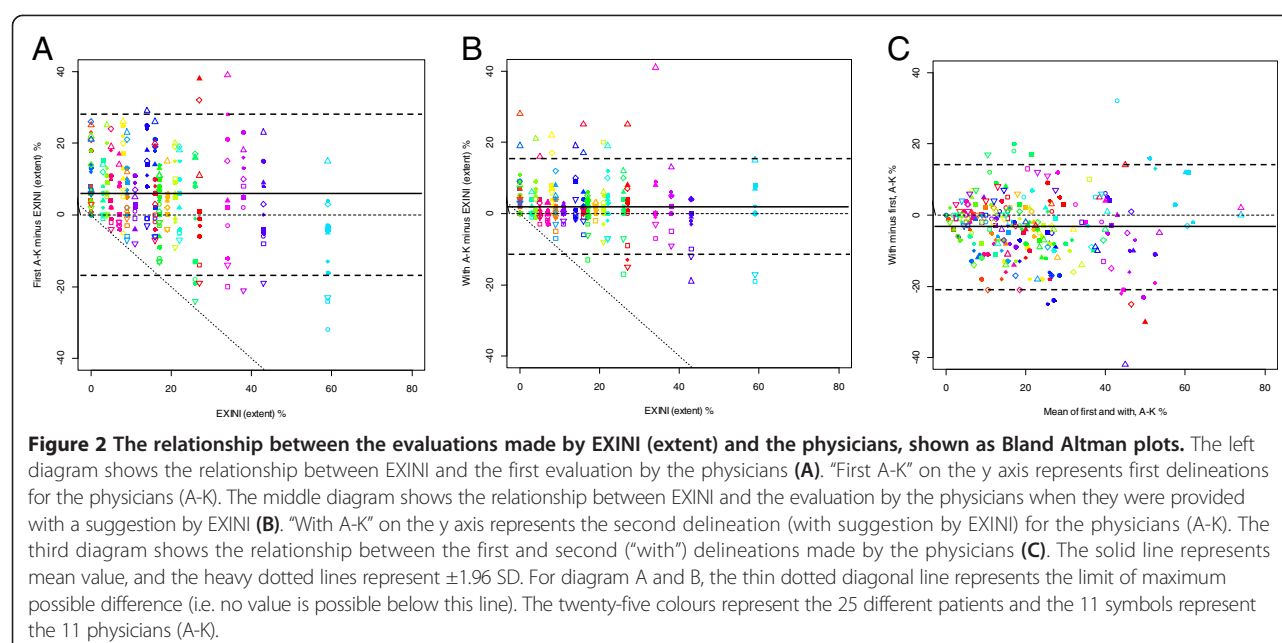 A
B
C
First A-K minus EXINI (extent) %
40
20
0
-20
-40
0 20 40 60 80
EXINI (extent) %
With A-K minus EXINI (extent) %
40
20
0
-20
-40
0 20 40 60 80
EXINI (extent) %
With minus first, A-K %
40
20
0
-20
-40
0 20 40 60 80
Mean of first and with, A-K %
Figure 2 The relationship between the evaluations made by EXINI (extent) and the physicians, shown as Bland Altman plots. The left
diagram shows the relationship between EXINI and the first evaluation by the physicians (A). “First A-K” on the y axis represents first delineations
for the physicians (A-K). The middle diagram shows the relationship between EXINI and the evaluation by the physicians when they were provided
with a suggestion by EXINI (B). “With A-K” on the y axis represents the second delineation (with suggestion by EXINI) for the physicians (A-K). The
third diagram shows the relationship between the first and second (“with”) delineations made by the physicians (C). The solid line represents
mean value, and the heavy dotted lines represent ±1.96 SD. For diagram A and B, the thin dotted diagonal line represents the limit of maximum
possible difference (i.e. no value is possible below this line). The twenty-five colours represent the 25 different patients and the 11 symbols represent
the 11 physicians (A-K).